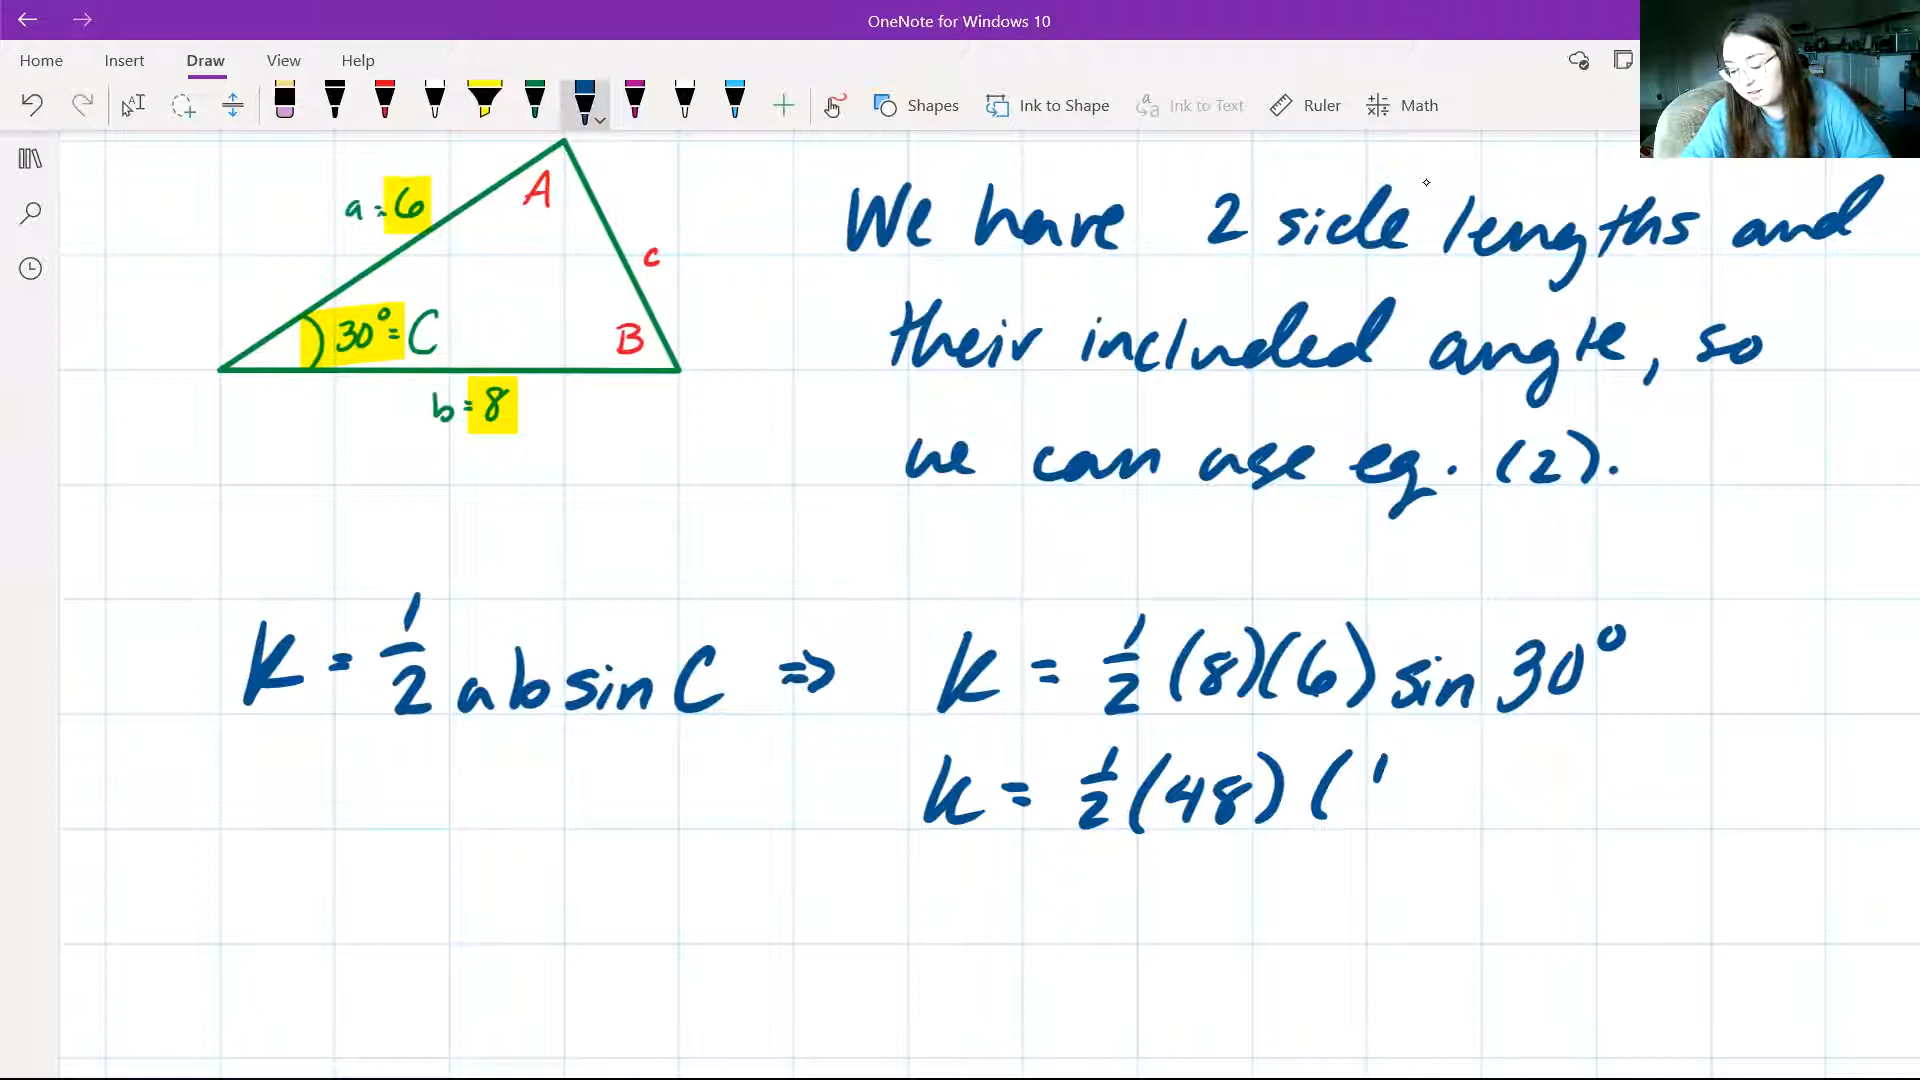 OneNote for Windows 10
Home Insert Draw View Help
Shapes Ink to Shape Ink to Text Ruler Math
a = 6
A
c
30° = C
B
b = 8
We have 2 side lengths and
their included angle, so
we can use eq. (2).
K = 1/2 ab sin C ⇒ K = 1/2 (8)(6) sin 30°
K = 1/2 (48) ( 1